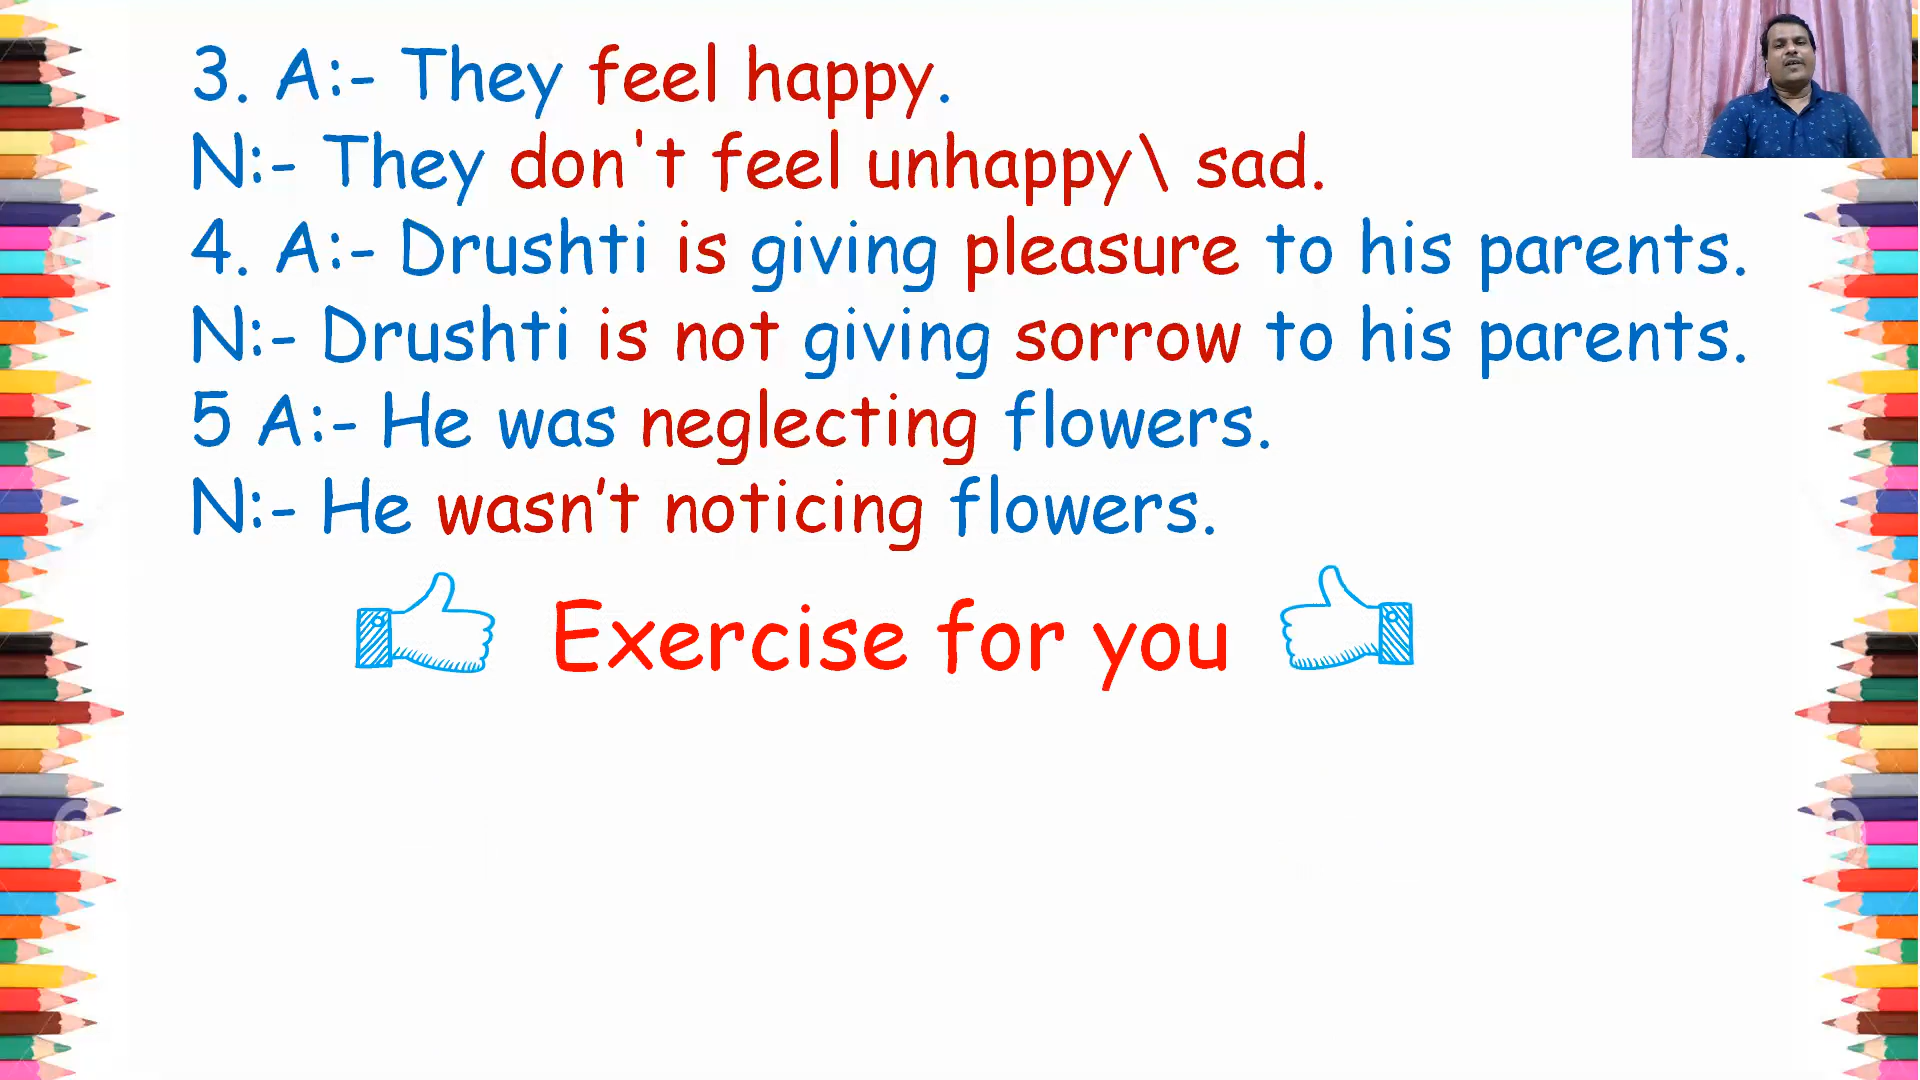 3. A:- They feel happy.
N:- They don't feel unhappy\ sad.
4. A:- Drushti is giving pleasure to his parents.
N:- Drushti is not giving sorrow to his parents.
5 A:- He was neglecting flowers.
N:- He wasn’t noticing flowers.
Exercise for you